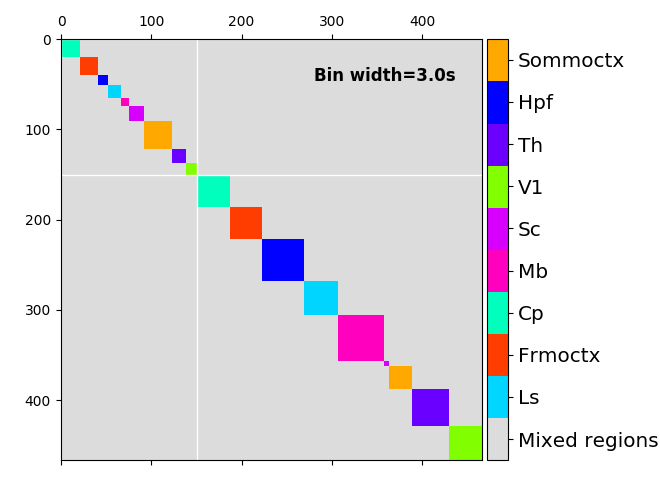 0 100 200 300 400
0
100
200
300
400
Bin width=3.0s
Sommoctx
Hpf
Th
V1
Sc
Mb
Cp
Frmoctx
Ls
Mixed regions